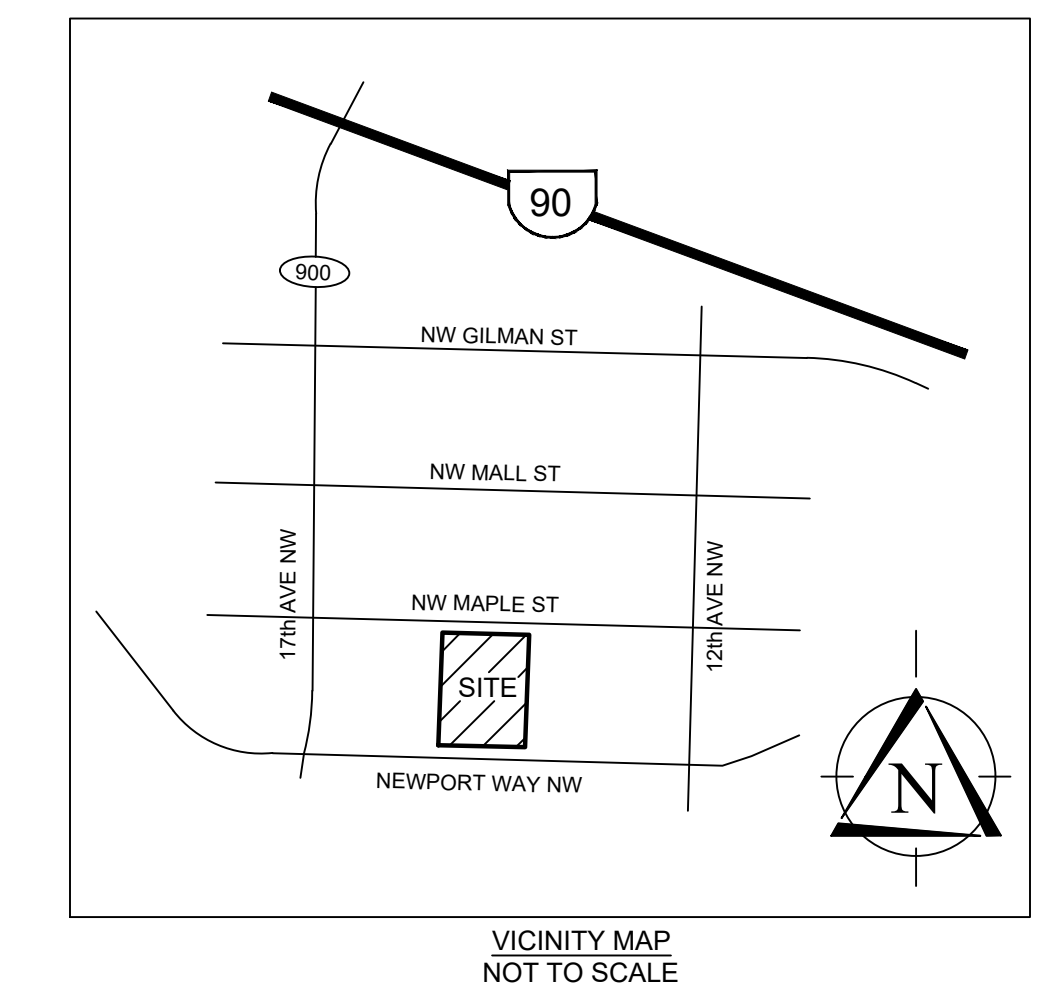 90
900
NW GILMAN ST
NW MALL ST
17th AVE NW
12th AVE NW
NW MAPLE ST
SITE
NEWPORT WAY NW
N
VICINITY MAP
NOT TO SCALE